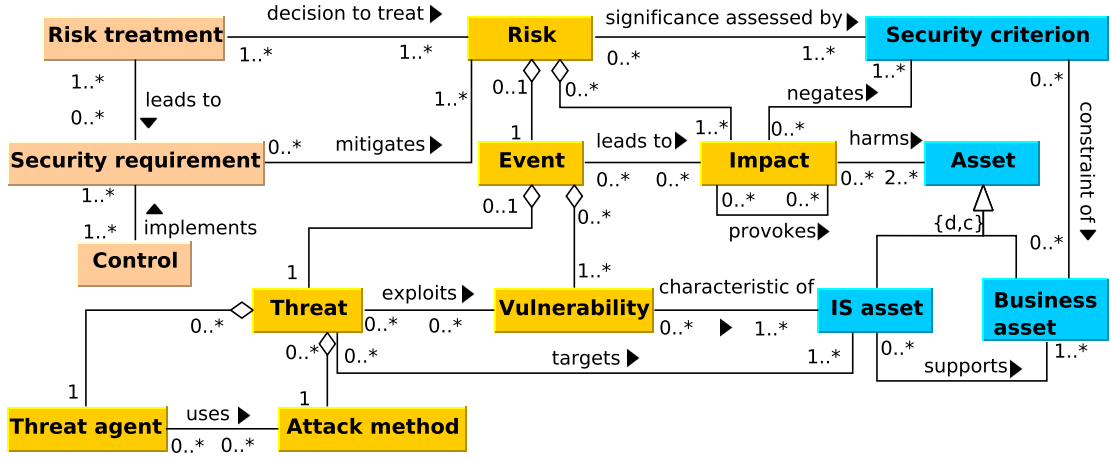 decision to treat
significance assessed by
Risk treatment
Risk
Security criterion
1..*
1..*
0..*
1..*
1..*
1..*
0..1
0..*
0..*
1..*
negates
0..*
leads to
1..*
0..*
constraint of
1
leads to
harms
mitigates
0..*
Security requirement
Event
Impact
Asset
0..*
0..*
0..*
2..*
1..*
0..1
0..*
0..*
0..*
{d,c}
implements
1..*
provokes
0..*
Control
1
1..*
exploits
characteristic of
Threat
Vulnerability
IS asset
Business
asset
0..*
0..*
0..*
0..*
1..*
0..*
0..*
targets
1..*
0..*
1..*
supports
1
1
uses
Threat agent
Attack method
0..*
0..*